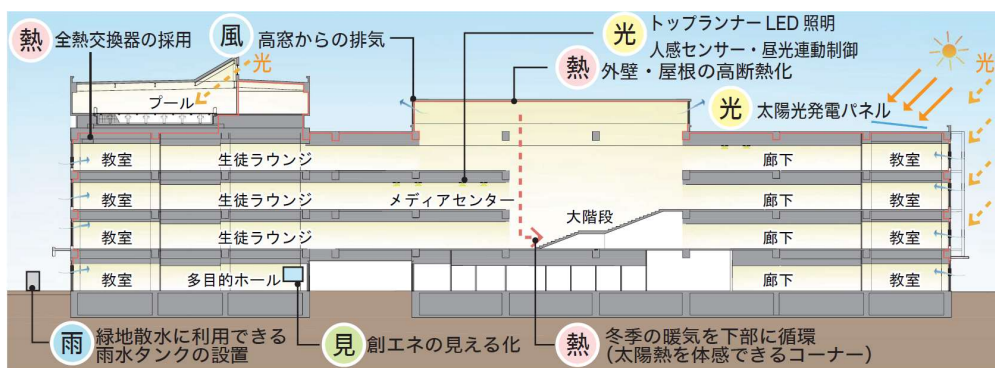 熱 全熱交換器の採用
風 高窓からの排気
光 トップランナー LED 照明
人感センサー・昼光連動制御
熱 外壁・屋根の高断熱化
光
光
光 太陽光発電パネル
プール
教室 生徒ラウンジ 廊下 教室
教室 生徒ラウンジ メディアセンター 廊下 教室
大階段
教室 生徒ラウンジ 廊下 教室
教室 多目的ホール 廊下 教室
雨 緑地散水に利用できる
雨水タンクの設置
見 創エネの見える化
熱 冬季の暖気を下部に循環
（太陽熱を体感できるコーナー）